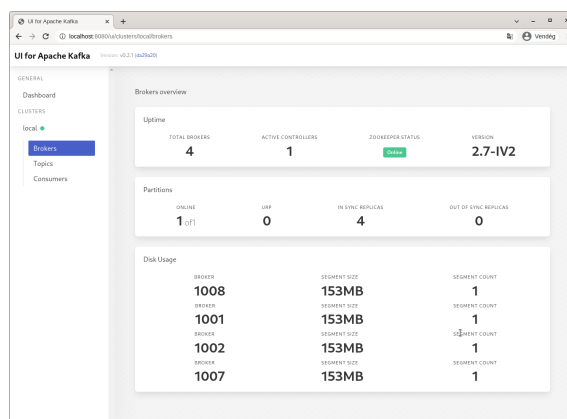 UI for Apache Kafka
localhost:8080/ui/clusters/local/brokers
Vendég
UI for Apache Kafka Version: v0.2.1 (da29a20)
GENERAL
Dashboard
CLUSTERS
local
Brokers
Topics
Consumers
Brokers overview
Uptime
TOTAL BROKERS ACTIVE CONTROLLERS ZOOKEEPER STATUS VERSION
4 1 Online 2.7-IV2
Partitions
ONLINE URP IN SYNC REPLICAS OUT OF SYNC REPLICAS
1 of1 0 4 0
Disk Usage
BROKER SEGMENT SIZE SEGMENT COUNT
1008 153MB 1
BROKER SEGMENT SIZE SEGMENT COUNT
1001 153MB 1
BROKER SEGMENT SIZE SEGMENT COUNT
1002 153MB 1
BROKER SEGMENT SIZE SEGMENT COUNT
1007 153MB 1